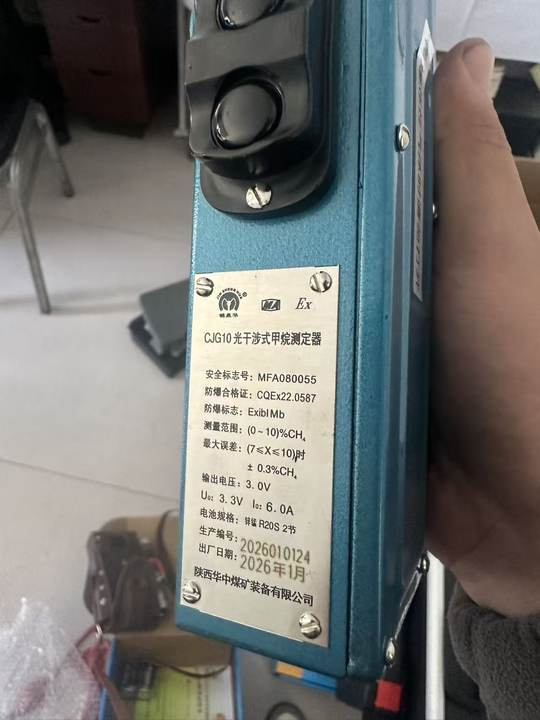 Ex
CJG10 光干涉式甲烷测定器
安全标志号: MFA080055
防爆合格证: CQEx22.0587
防爆标志: ExibⅠMb
测量范围: (0~10)%CH₄
最大误差: (7≤X≤10)时
± 0.3%CH₄
输出电压: 3.0V
U₀: 3.3V I₀: 6.0A
电池规格: 锌锰 R20S 2节
生产编号: 2026010124
出厂日期: 2026年1月
陕西华中煤矿装备有限公司